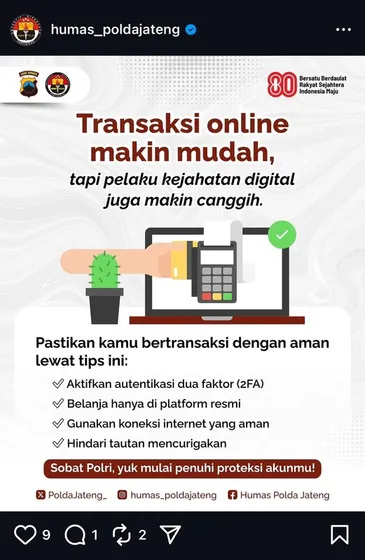 humas_poldajateng
80
Bersatu Berdaulat
Rakyat Sejahtera
Indonesia Maju
Transaksi online
makin mudah,
tapi pelaku kejahatan digital
juga makin canggih.
Pastikan kamu bertransaksi dengan aman
lewat tips ini:
Aktifkan autentikasi dua faktor (2FA)
Belanja hanya di platform resmi
Gunakan koneksi internet yang aman
Hindari tautan mencurigakan
Sobat Polri, yuk mulai penuhi proteksi akunmu!
PoldaJateng_ humas_poldajateng Humas Polda Jateng
9 1 2